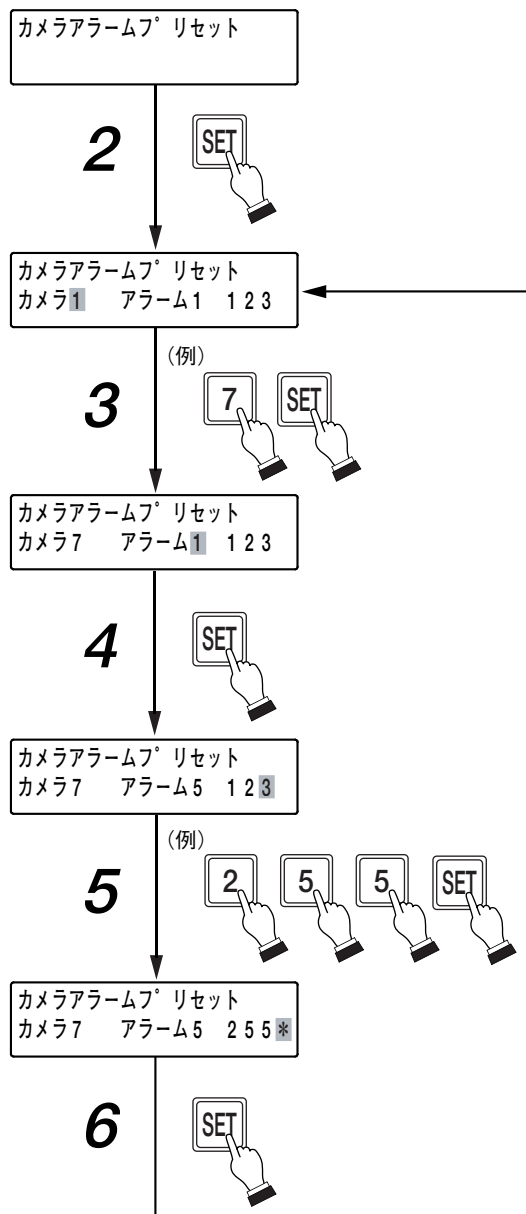 カメラアラームプリセット
2
SET
カメラアラームプリセット
カメラ1 アラーム1 123
(例)
3
7 SET
カメラアラームプリセット
カメラ7 アラーム1 123
4
SET
カメラアラームプリセット
カメラ7 アラーム5 123
(例)
5
2 5 5 SET
カメラアラームプリセット
カメラ7 アラーム5 255*
6
SET